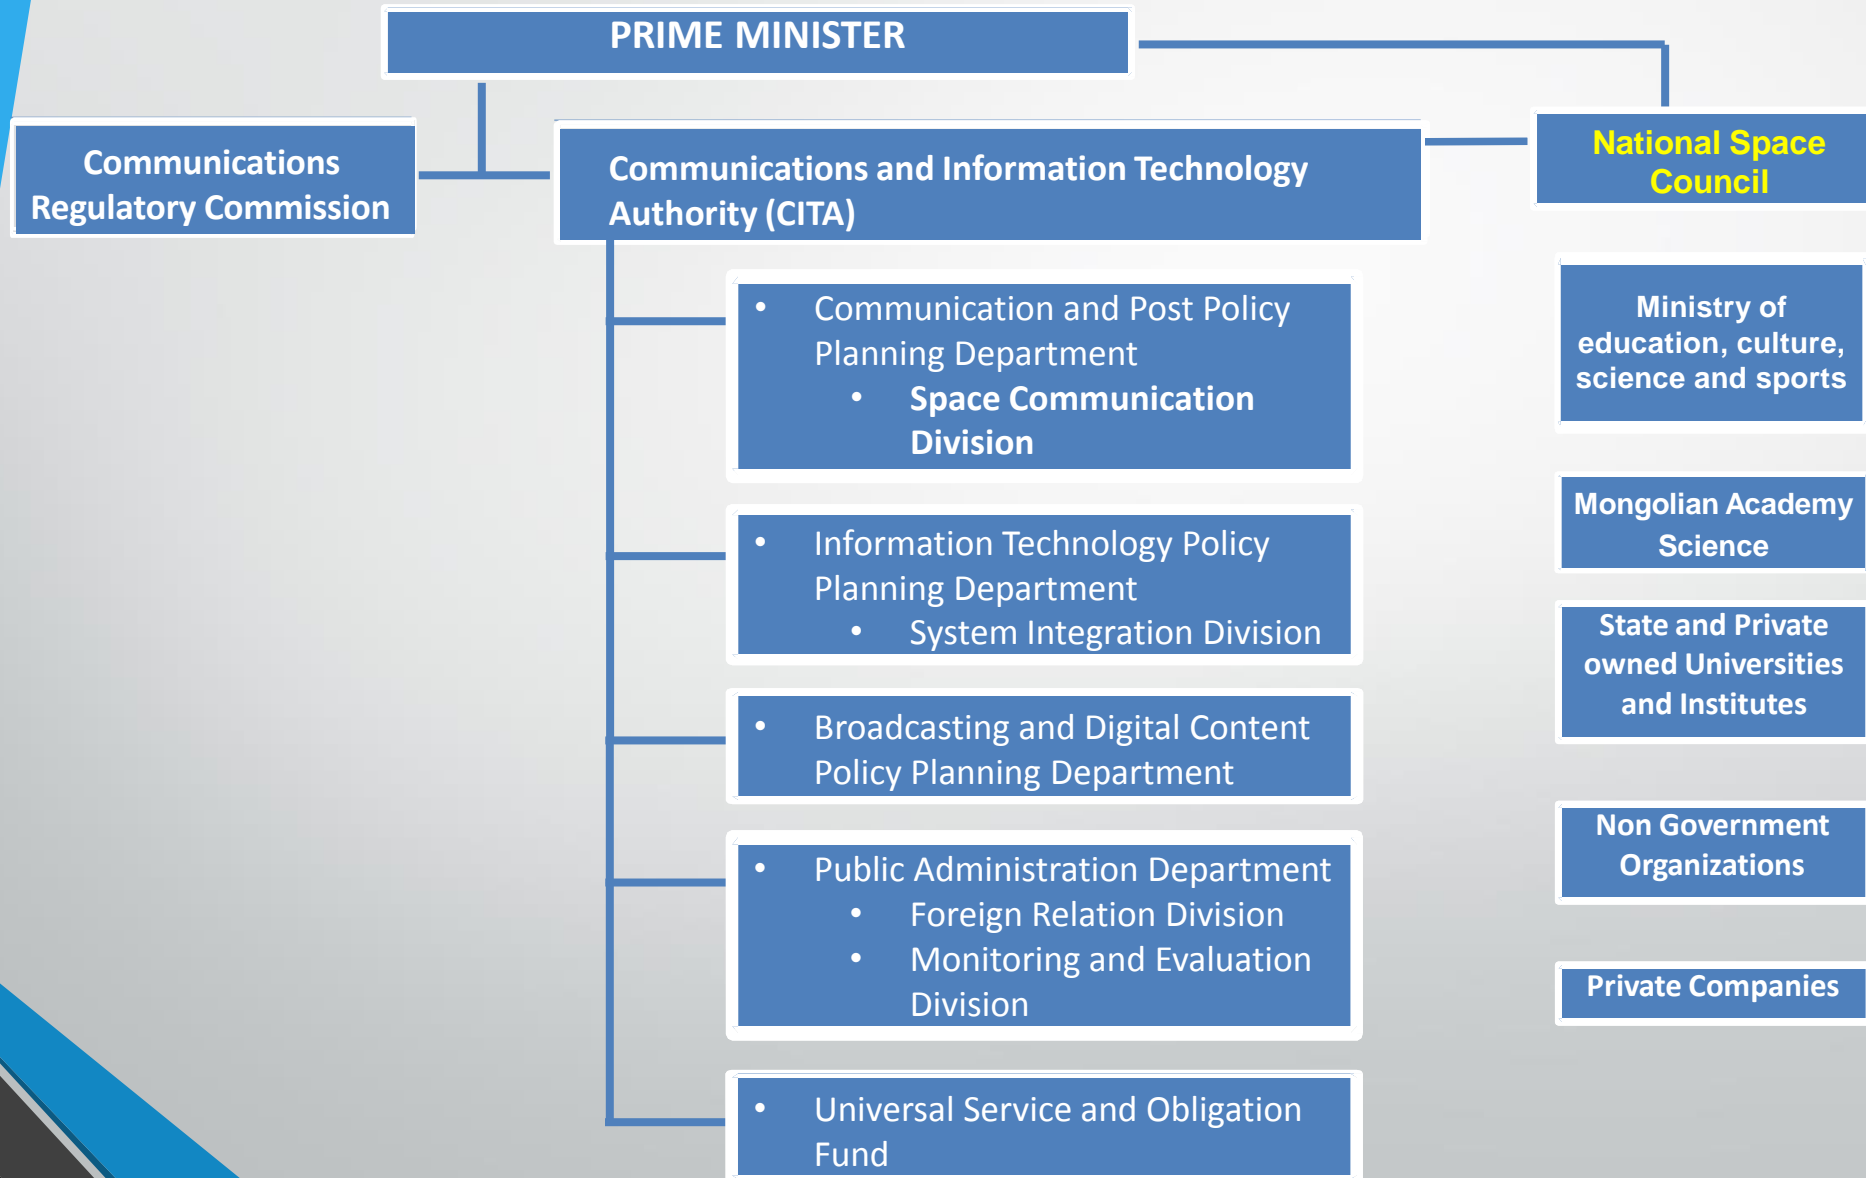 PRIME MINISTER
Communications
Regulatory Commission
Communications and Information Technology
Authority (CITA)
National Space
Council
• Communication and Post Policy
Planning Department
• Space Communication
Division
• Information Technology Policy
Planning Department
• System Integration Division
• Broadcasting and Digital Content
Policy Planning Department
• Public Administration Department
• Foreign Relation Division
• Monitoring and Evaluation
Division
• Universal Service and Obligation
Fund
Ministry of
education, culture,
science and sports
Mongolian Academy
Science
State and Private
owned Universities
and Institutes
Non Government
Organizations
Private Companies